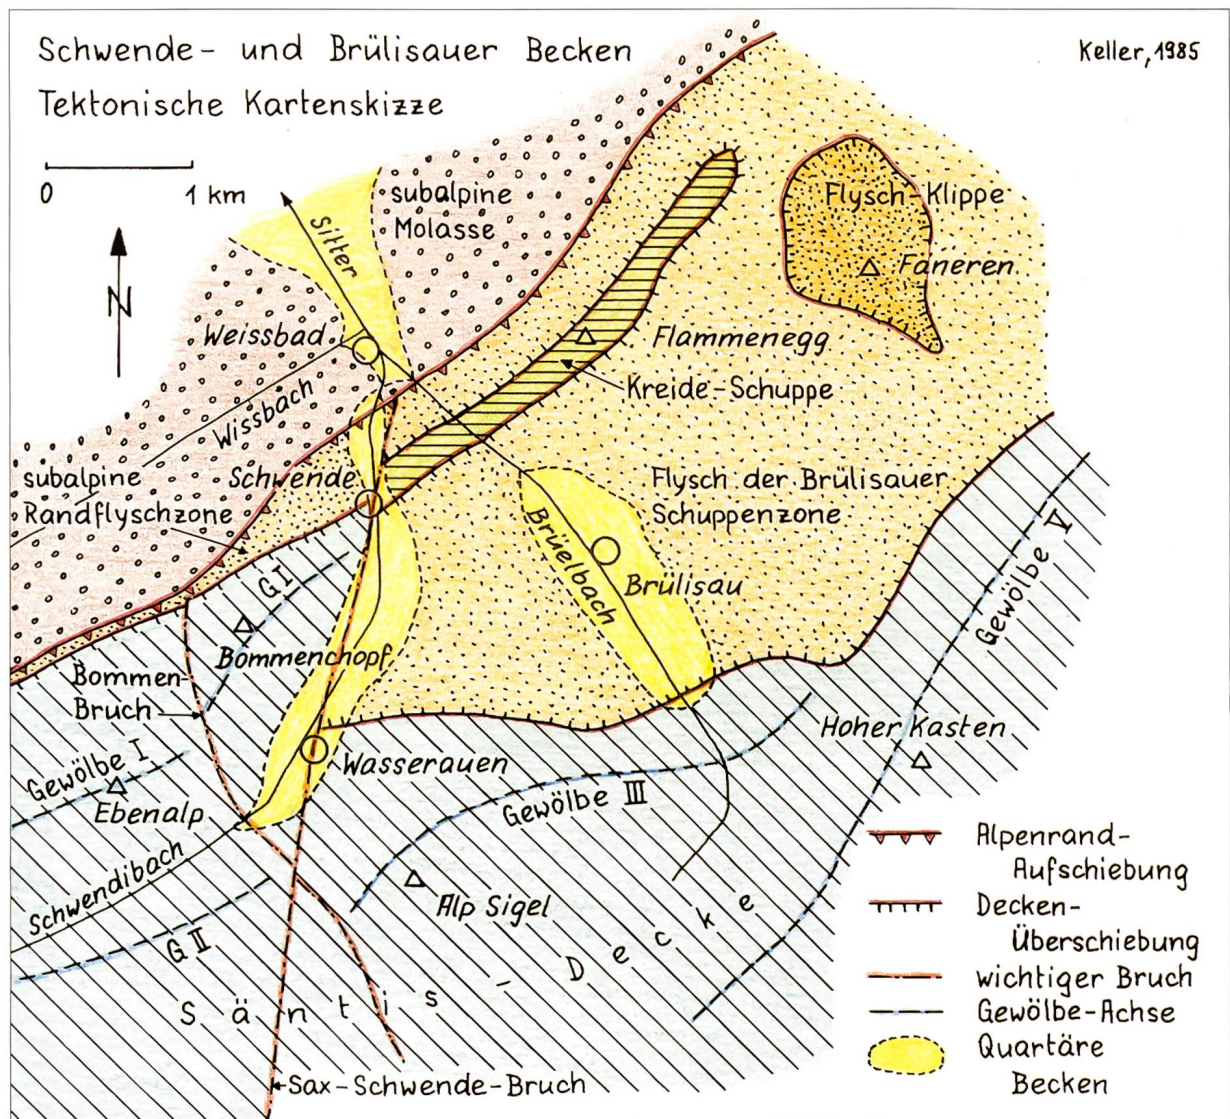 Schwende- und Brülisauer Becken
Tektonische Kartenskizze
Keller, 1985
0
1 km
N
Sitter
subalpine
Molasse
Flysch-Klippe
Fäneren
Weissbad
Wissbach
Flammenegg
Kreide-Schuppe
subalpine
Randflyschzone
Schwende
Flysch der Brülisauer
Schuppenzone
Brüelbach
Brülisau
G I
Bommenchopf
Gewölbe V
Bommen-
Bruch
Hoher Kasten
Gewölbe I
Ebenalp
Wasserauen
Gewölbe III
Schwendibach
Alp Sigel
G II
Säntis-Decke
Sax-Schwende-Bruch
Alpenrand-
Aufschiebung
Decken-
Überschiebung
wichtiger Bruch
Gewölbe-Achse
Quartäre
Becken